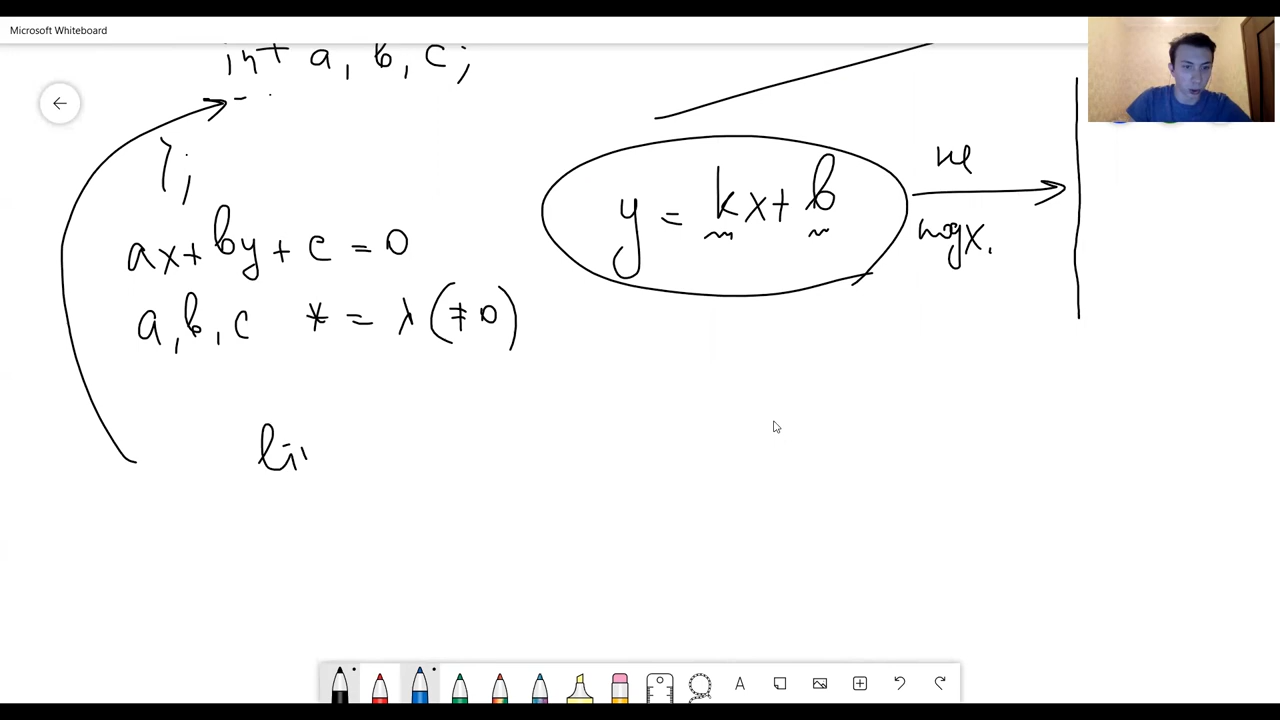 Microsoft Whiteboard
int a, b, c;
};
ax+by+c=0
a,b,c *= λ(≠0)
y = kx+b
не
подх.